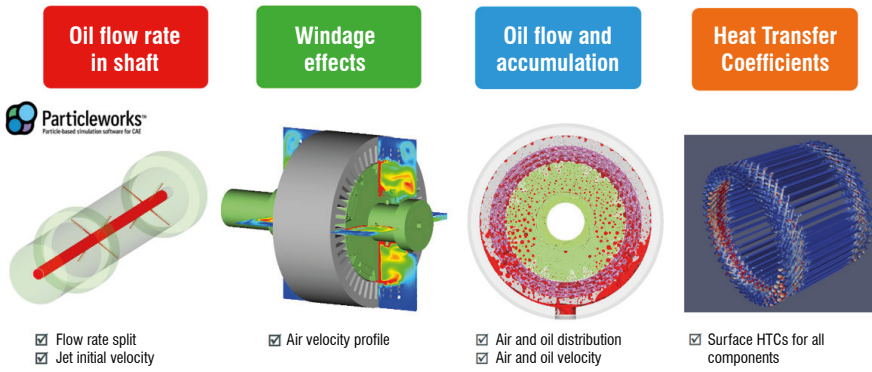 Oil flow rate
in shaft
Windage
effects
Oil flow and
accumulation
Heat Transfer
Coefficients
Particleworks™
Particle-based simulation software for CAE
Flow rate split
Jet initial velocity
Air velocity profile
Air and oil distribution
Air and oil velocity
Surface HTCs for all
components